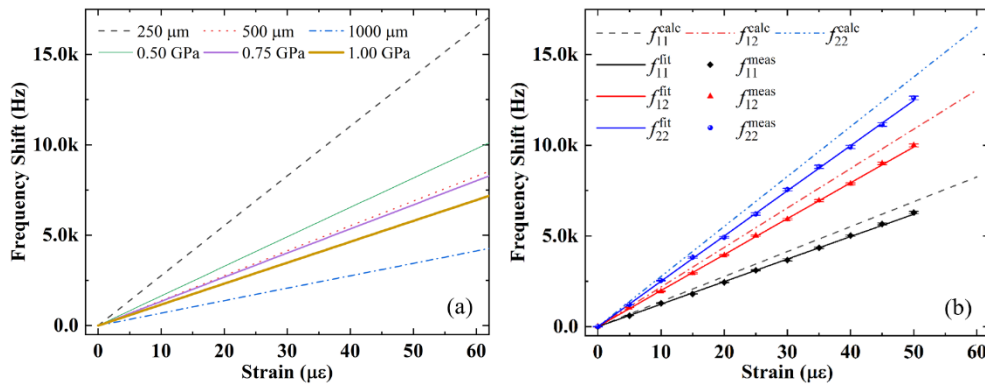 250 μm 500 μm 1000 μm
0.50 GPa 0.75 GPa 1.00 GPa
15.0k
10.0k
5.0k
0.0
Frequency Shift (Hz)
0 10 20 30 40 50 60
Strain (με)
(a)
f11calc f12calc f22calc
f11fit f11meas
f12fit f12meas
f22fit f22meas
15.0k
10.0k
5.0k
0.0
Frequency Shift (Hz)
0 10 20 30 40 50 60
Strain (με)
(b)